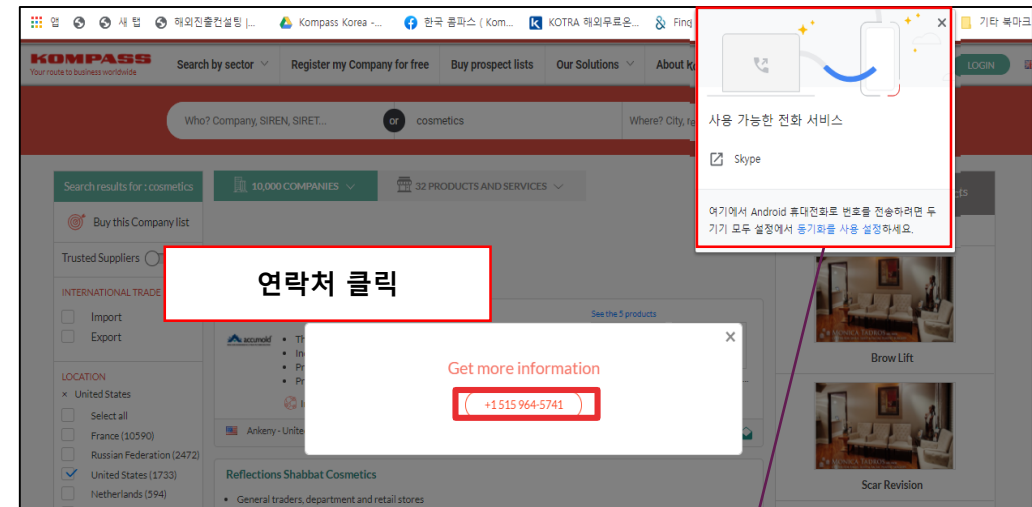 앱
새 탭
해외진출컨설팅 |...
Kompass Korea -...
한국 콤파스 ( Kom...
KOTRA 해외무료온...
기타 북마크
KOMPASS
Your route to business worldwide
Search by sector
Register my Company for free
Buy prospect lists
Our Solutions
About
LOGIN
Who? Company, SIREN, SIRET...
or
cosmetics
Where? City,
사용 가능한 전화 서비스
Skype
여기에서 Android 휴대전화로 번호를 전송하려면 두
기기 모두 설정에서 동기화를 사용 설정하세요.
Search results for : cosmetics
10,000 COMPANIES
32 PRODUCTS AND SERVICES
Buy this Company list
Trusted Suppliers
연락처 클릭
INTERNATIONAL TRADE
Import
Export
See the 5 products
accumold
Get more information
+1 515 964-5741
Brow Lift
LOCATION
× United States
Select all
France (10590)
Russian Federation (2472)
United States (1733)
Netherlands (594)
Ankeny - Unite
Reflections Shabbat Cosmetics
General traders, department and retail stores
Scar Revision